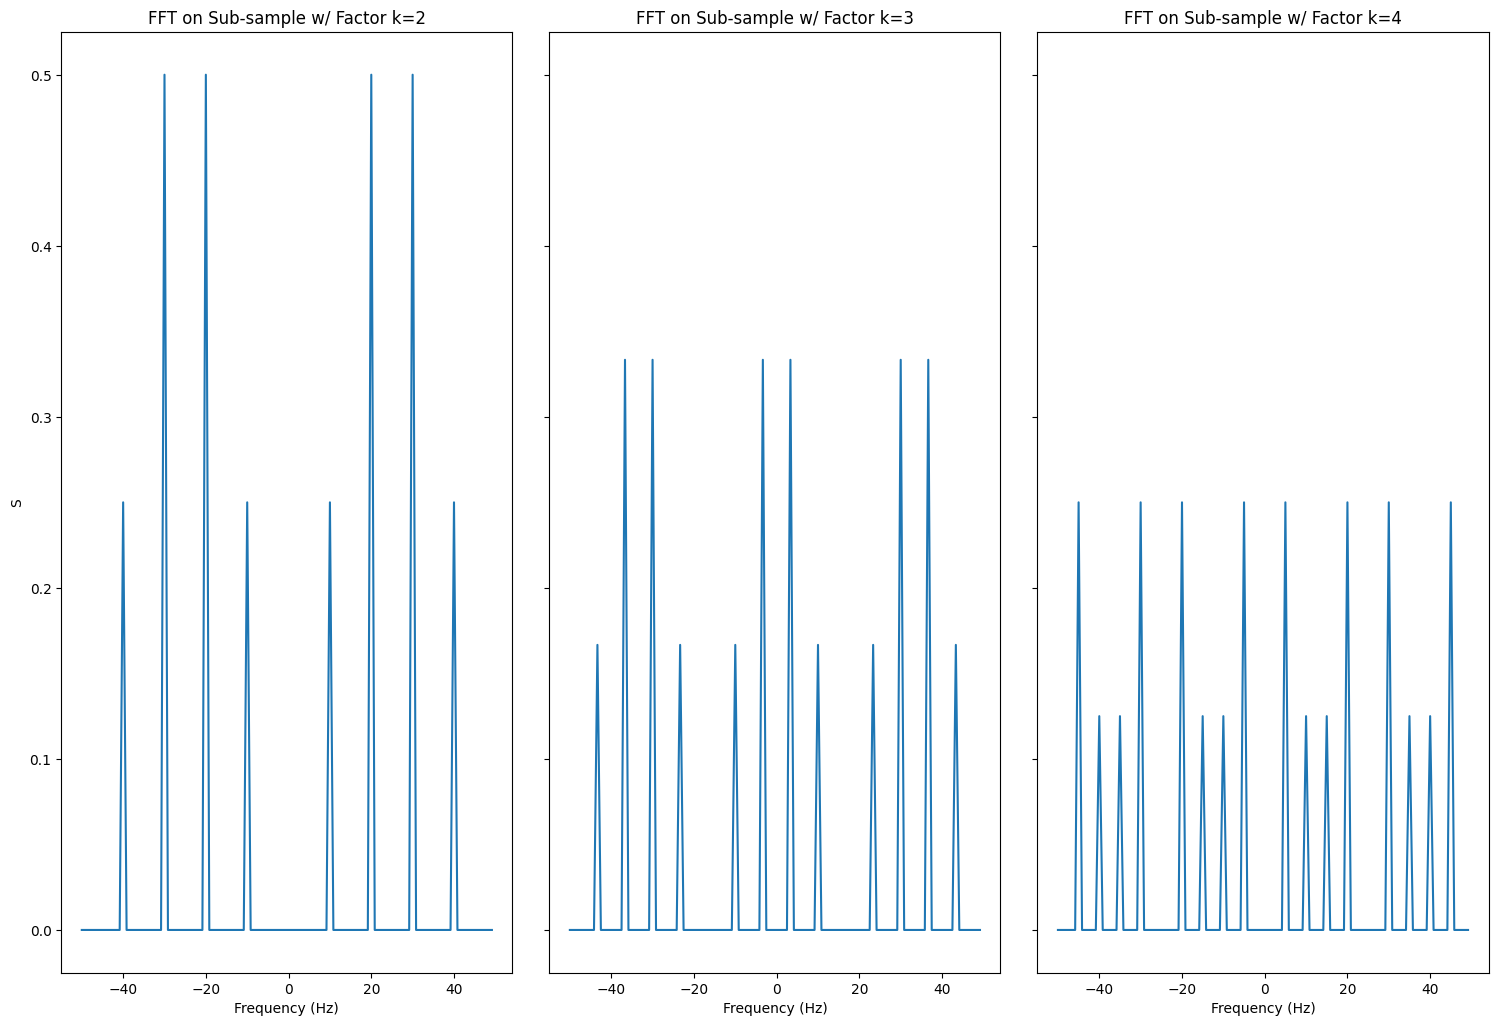 FFT on Sub-sample w/ Factor k=2
FFT on Sub-sample w/ Factor k=3
FFT on Sub-sample w/ Factor k=4
0.5
0.4
0.3
0.2
0.1
0.0
S
−40 −20 0 20 40
−40 −20 0 20 40
−40 −20 0 20 40
Frequency (Hz)
Frequency (Hz)
Frequency (Hz)